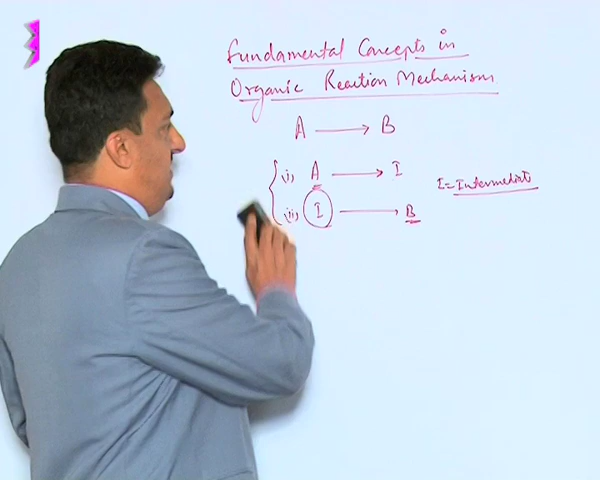 Fundamental Concepts in
Organic Reaction Mechanism
A → B
(i) A → I
I = Intermediate
(ii) I → B